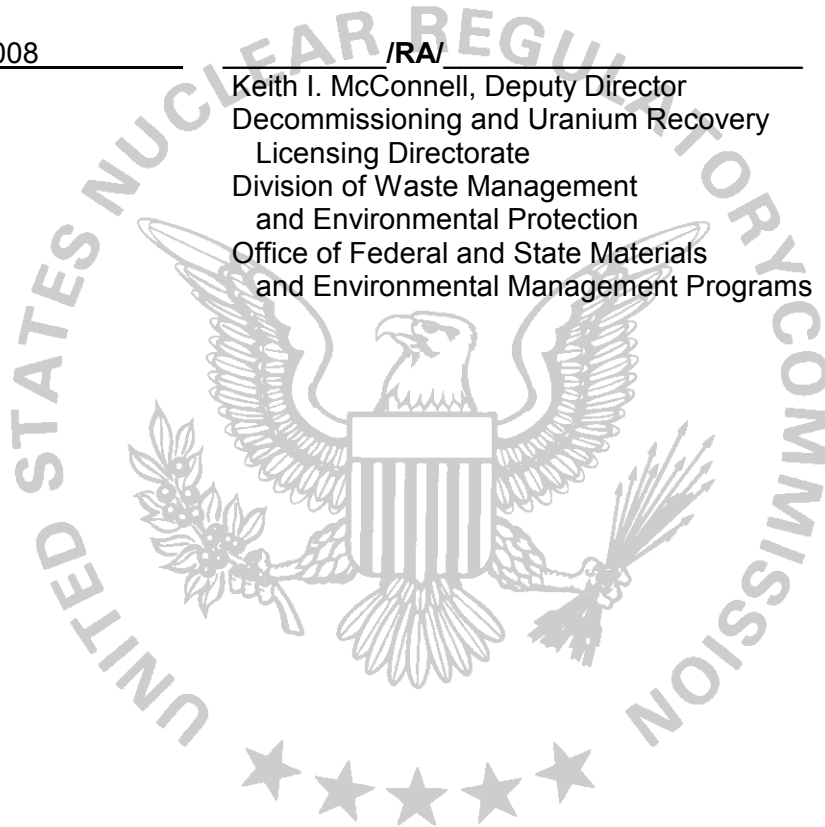 008 /RA/
Keith I. McConnell, Deputy Director
Decommissioning and Uranium Recovery
Licensing Directorate
Division of Waste Management
and Environmental Protection
Office of Federal and State Materials
and Environmental Management Programs
UNITED STATES NUCLEAR REGULATORY COMMISSION